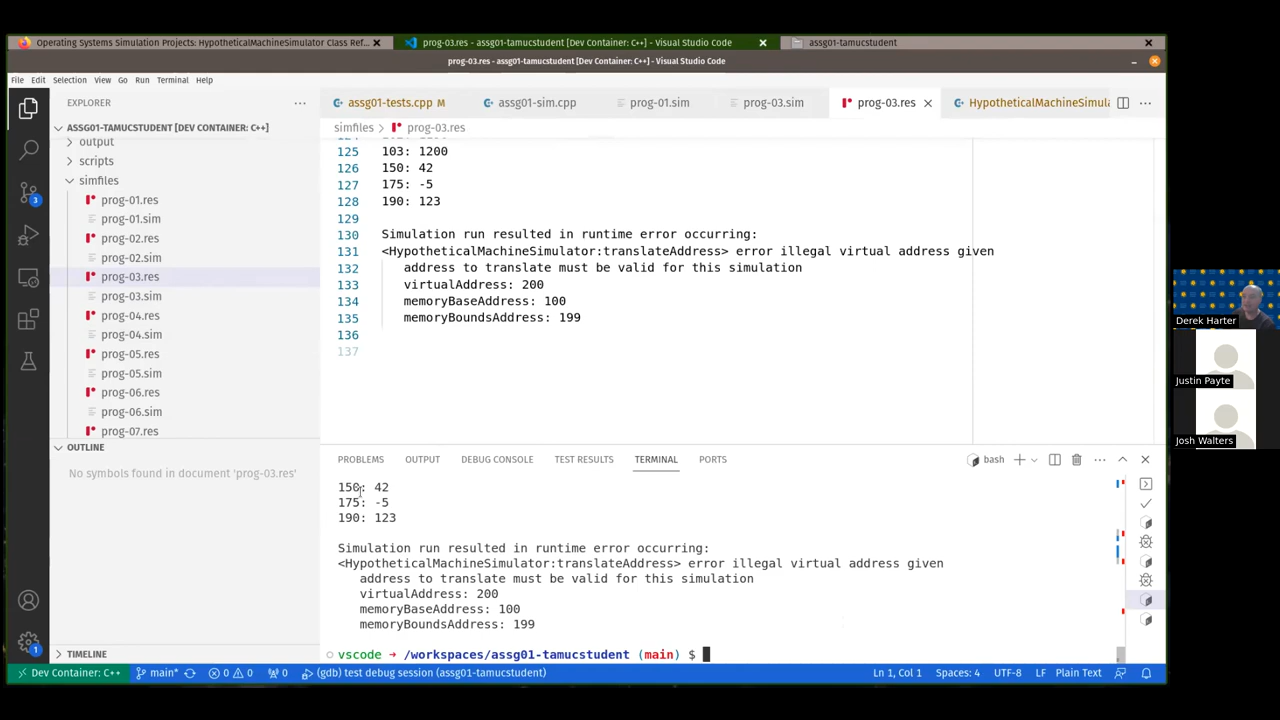 Operating Systems Simulation Projects: HypotheticalMachineSimulator Class Ref...
prog-03.res - assg01-tamucstudent [Dev Container: C++] - Visual Studio Code
assg01-tamucstudent
prog-03.res - assg01-tamucstudent [Dev Container: C++] - Visual Studio Code
File Edit Selection View Go Run Terminal Help
EXPLORER
assg01-tests.cpp M
assg01-sim.cpp
prog-01.sim
prog-03.sim
prog-03.res
HypotheticalMachineSimula
ASSG01-TAMUCSTUDENT [DEV CONTAINER: C++]
simfiles > prog-03.res
output
scripts
simfiles
prog-01.res
prog-01.sim
prog-02.res
prog-02.sim
prog-03.res
prog-03.sim
prog-04.res
prog-04.sim
prog-05.res
prog-05.sim
prog-06.res
prog-06.sim
prog-07.res
OUTLINE
No symbols found in document 'prog-03.res'
TIMELINE
125 103: 1200
126 150: 42
127 175: -5
128 190: 123
129
130 Simulation run resulted in runtime error occurring:
131 <HypotheticalMachineSimulator:translateAddress> error illegal virtual address given
132 address to translate must be valid for this simulation
133 virtualAddress: 200
134 memoryBaseAddress: 100
135 memoryBoundsAddress: 199
136
137
PROBLEMS OUTPUT DEBUG CONSOLE TEST RESULTS TERMINAL PORTS
bash
150: 42
175: -5
190: 123
Simulation run resulted in runtime error occurring:
<HypotheticalMachineSimulator:translateAddress> error illegal virtual address given
address to translate must be valid for this simulation
virtualAddress: 200
memoryBaseAddress: 100
memoryBoundsAddress: 199
vscode → /workspaces/assg01-tamucstudent (main) $
3
1
Dev Container: C++ main* 0 0 0 (gdb) test debug session (assg01-tamucstudent)
Ln 1, Col 1 Spaces: 4 UTF-8 LF Plain Text
Derek Harter
Justin Payte
Josh Walters